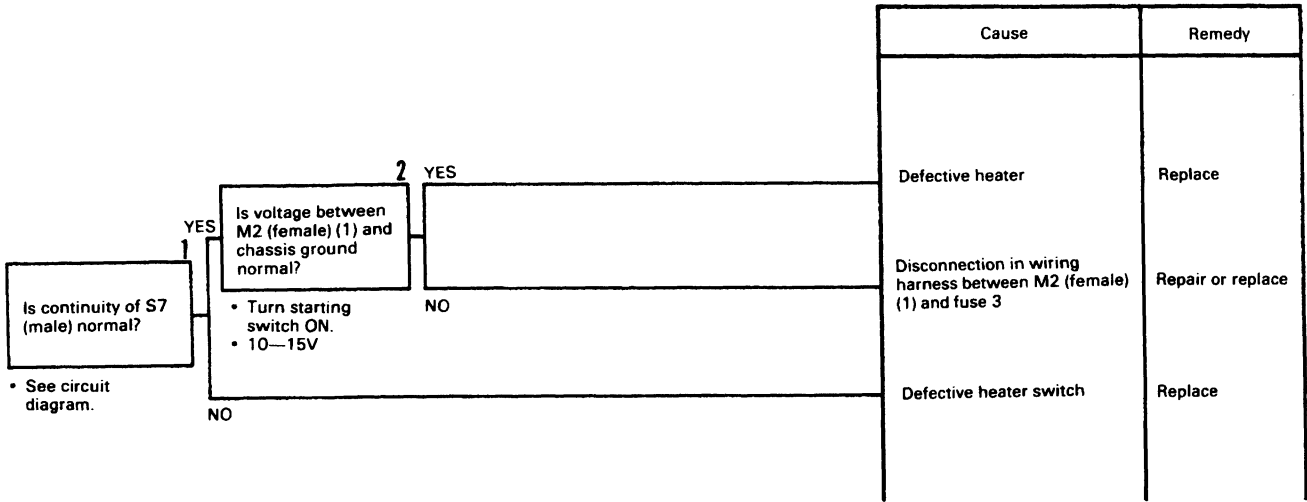 Cause
Remedy
2
YES
Defective heater
Replace
YES
Is voltage between
M2 (female) (1) and
chassis ground
normal?
1
Is continuity of S7
(male) normal?
• Turn starting
switch ON.
• 10—15V
NO
Disconnection in wiring
harness between M2 (female)
(1) and fuse 3
Repair or replace
• See circuit
diagram.
NO
Defective heater switch
Replace